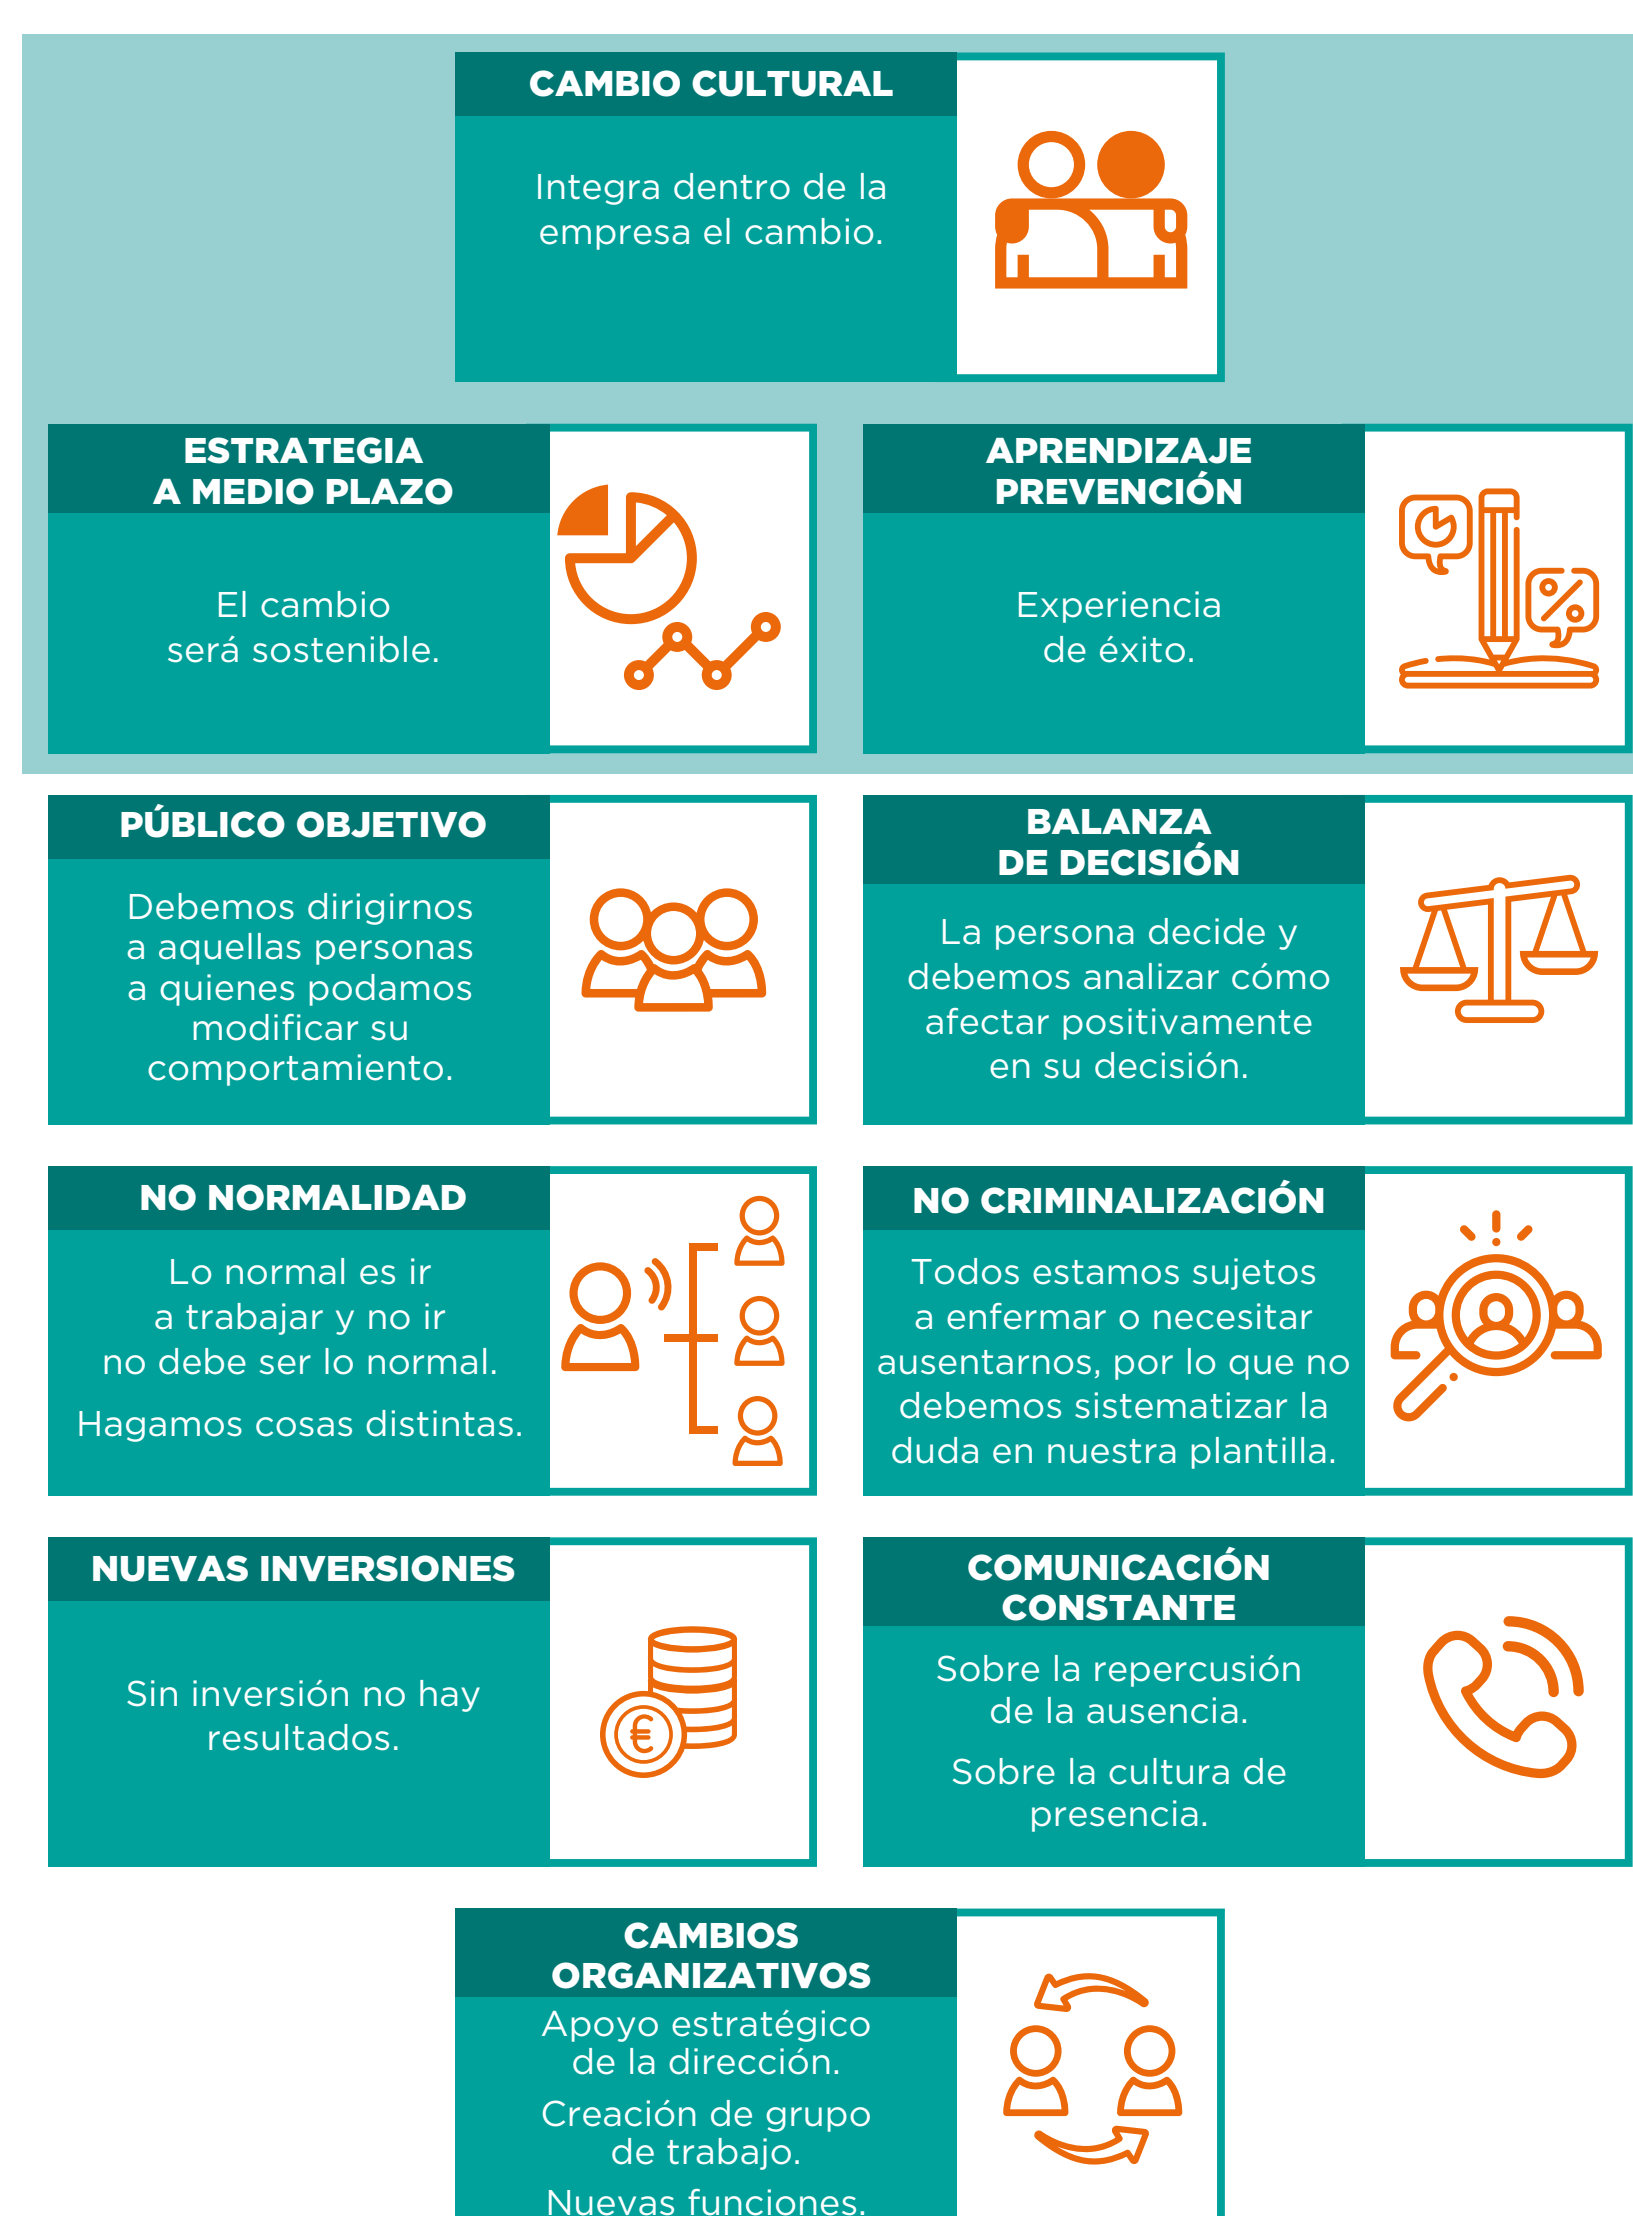 CAMBIO CULTURAL
Integra dentro de la
empresa el cambio.
ESTRATEGIA
A MEDIO PLAZO
El cambio
será sostenible.
APRENDIZAJE
PREVENCIÓN
Experiencia
de éxito.
PÚBLICO OBJETIVO
Debemos dirigirnos
a aquellas personas
a quienes podamos
modificar su
comportamiento.
BALANZA
DE DECISIÓN
La persona decide y
debemos analizar cómo
afectar positivamente
en su decisión.
NO NORMALIDAD
Lo normal es ir
a trabajar y no ir
no debe ser lo normal.
Hagamos cosas distintas.
NO CRIMINALIZACIÓN
Todos estamos sujetos
a enfermar o necesitar
ausentarnos, por lo que no
debemos sistematizar la
duda en nuestra plantilla.
NUEVAS INVERSIONES
Sin inversión no hay
resultados.
€
COMUNICACIÓN
CONSTANTE
Sobre la repercusión
de la ausencia.
Sobre la cultura de
presencia.
CAMBIOS
ORGANIZATIVOS
Apoyo estratégico
de la dirección.
Creación de grupo
de trabajo.
Nuevas funciones.